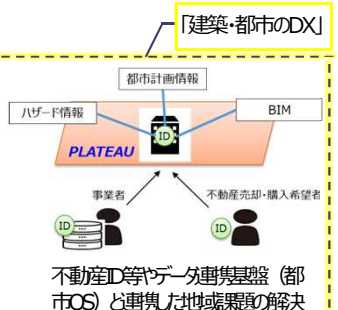 「建築・都市のDX」
都市計画情報
ハザード情報
BIM
ID
PLATEAU
事業者
不動産売却・購入希望者
ID
ID
不動産ID等やデータ連携基盤（都
市OS）と連携した地域課題の解決